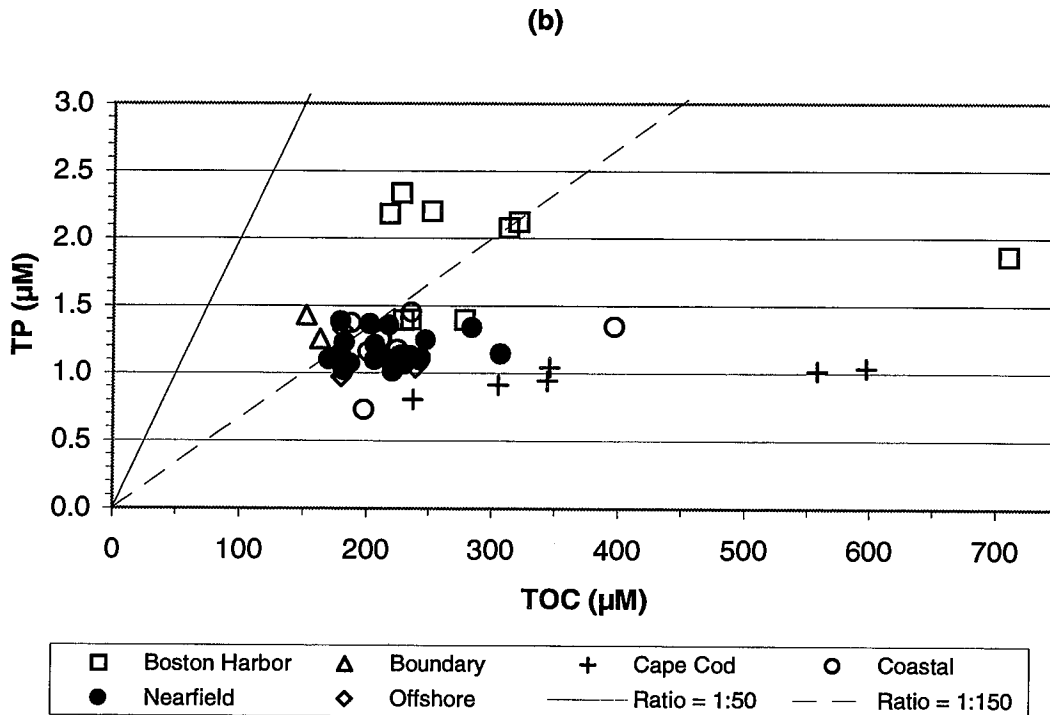 (b)
3.0
2.5
2.0
1.5
1.0
0.5
0.0
TP (µM)
0 100 200 300 400 500 600 700
TOC (µM)
Boston Harbor Boundary Cape Cod Coastal
Nearfield Offshore Ratio = 1:50 Ratio = 1:150